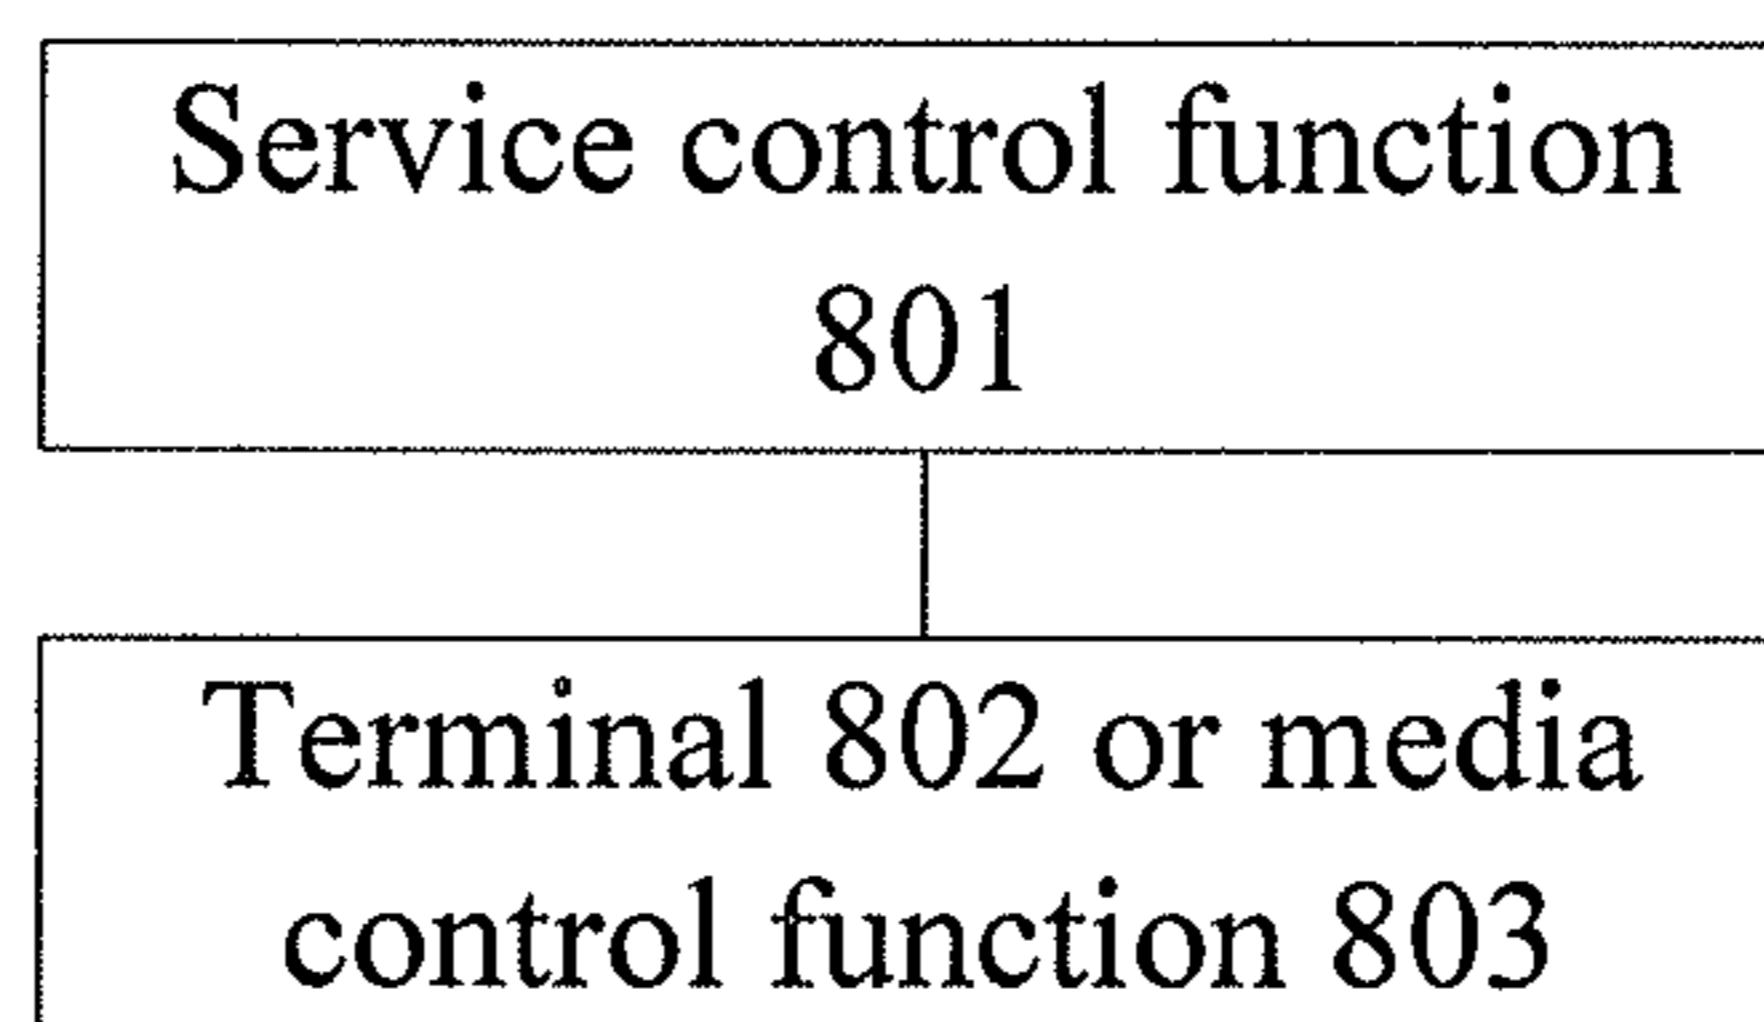 Service control function
801
Terminal 802 or media
control function 803